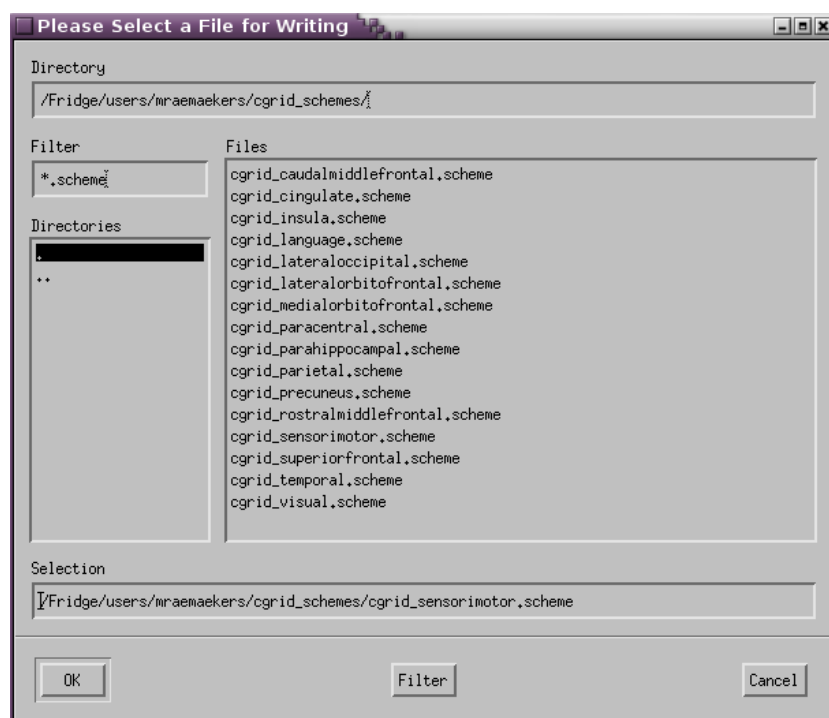 Please Select a File for Writing
Directory
/Fridge/users/mraemaekers/cgrid_schemes/
Filter
*.scheme
Directories
.
..
Files
cgrid_caudalmiddlefrontal.scheme
cgrid_cingulate.scheme
cgrid_insula.scheme
cgrid_language.scheme
cgrid_lateraloccipital.scheme
cgrid_lateralorbitofrontal.scheme
cgrid_medialorbitofrontal.scheme
cgrid_paracentral.scheme
cgrid_parahippocampal.scheme
cgrid_parietal.scheme
cgrid_precuneus.scheme
cgrid_rostralmiddlefrontal.scheme
cgrid_sensorimotor.scheme
cgrid_superiorfrontal.scheme
cgrid_temporal.scheme
cgrid_visual.scheme
Selection
/Fridge/users/mraemaekers/cgrid_schemes/cgrid_sensorimotor.scheme
OK
Filter
Cancel